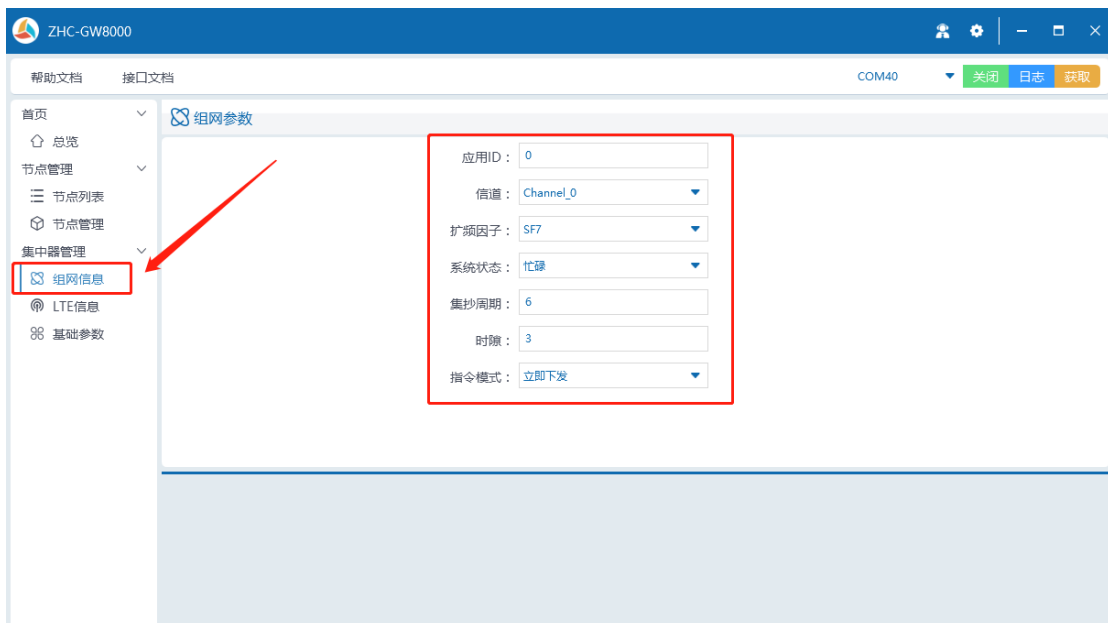 ZHC-GW8000
帮助文档 接口文档 COM40 关闭 日志 获取
首页
总览
节点管理
节点列表
节点管理
集中器管理
组网信息
LTE信息
基础参数
组网参数
应用ID： 0
信道： Channel_0
扩频因子： SF7
系统状态： 忙碌
集抄周期： 6
时隙： 3
指令模式： 立即下发